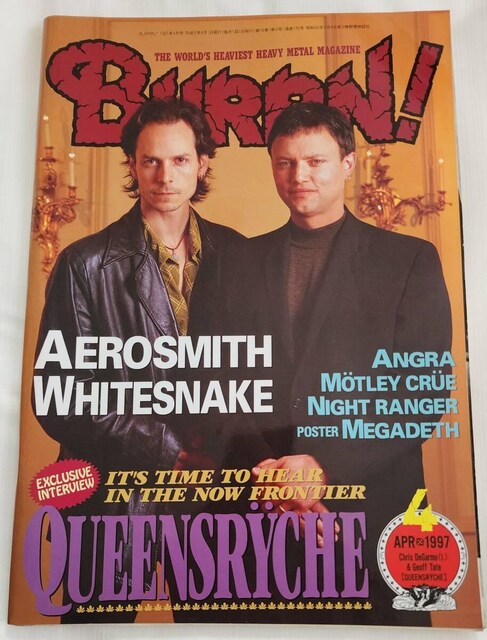 THE WORLD'S HEAVIEST HEAVY METAL MAGAZINE
BURRN!
AEROSMITH
WHITESNAKE
ANGRA
MÖTLEY CRÜE
NIGHT RANGER
POSTER MEGADETH
EXCLUSIVE
INTERVIEW
IT'S TIME TO HEAR
IN THE NOW FRONTIER
QUEENSRŸCHE
4
APR 1997
Chris DeGarmo (L)
& Geoff Tate
[QUEENSRŸCHE]